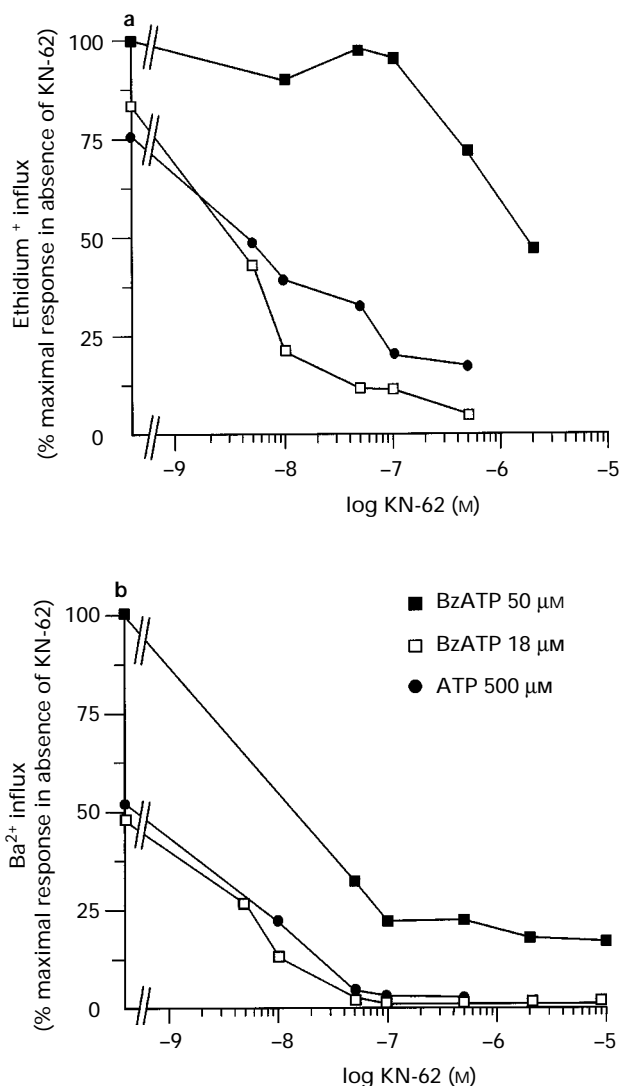 a
100
75
50
25
0
Ethidium⁺ influx
(% maximal response in absence of KN-62)
−9 −8 −7 −6 −5
log KN-62 (M)
b
100
75
50
25
0
Ba²⁺ influx
(% maximal response in absence of KN-62)
BzATP 50 μM
BzATP 18 μM
ATP 500 μM
−9 −8 −7 −6 −5
log KN-62 (M)